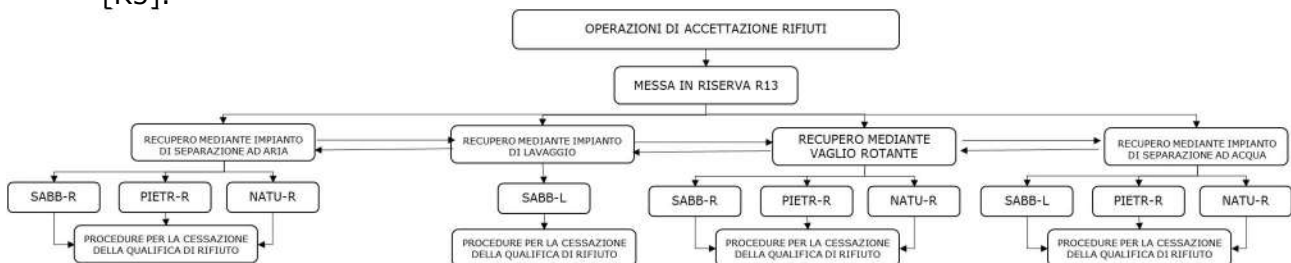 [R5].
OPERAZIONI DI ACCETTAZIONE RIFIUTI
MESSA IN RISERVA R13
RECUPERO MEDIANTE IMPIANTO
DI SEPARAZIONE AD ARIA
RECUPERO MEDIANTE IMPIANTO
DI LAVAGGIO
RECUPERO MEDIANTE
VAGLIO ROTANTE
RECUPERO MEDIANTE IMPIANTO
DI SEPARAZIONE AD ACQUA
SABB-R
PIETR-R
NATU-R
SABB-L
SABB-R
PIETR-R
NATU-R
SABB-L
PIETR-R
NATU-R
PROCEDURE PER LA CESSAZIONE
DELLA QUALIFICA DI RIFIUTO
PROCEDURE PER LA CESSAZIONE
DELLA QUALIFICA DI RIFIUTO
PROCEDURE PER LA CESSAZIONE
DELLA QUALIFICA DI RIFIUTO
PROCEDURE PER LA CESSAZIONE
DELLA QUALIFICA DI RIFIUTO